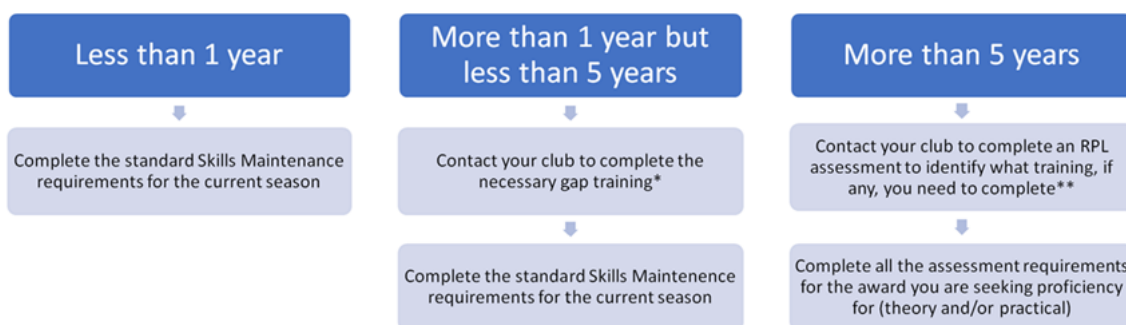 Less than 1 year
Complete the standard Skills Maintenance
requirements for the current season
More than 1 year but
less than 5 years
Contact your club to complete the
necessary gap training*
Complete the standard Skills Maintenence
requirements for the current season
More than 5 years
Contact your club to complete an RPL
assessment to identify what training, if
any, you need to complete**
Complete all the assessment requirements
for the award you are seeking proficiency
for (theory and/or practical)